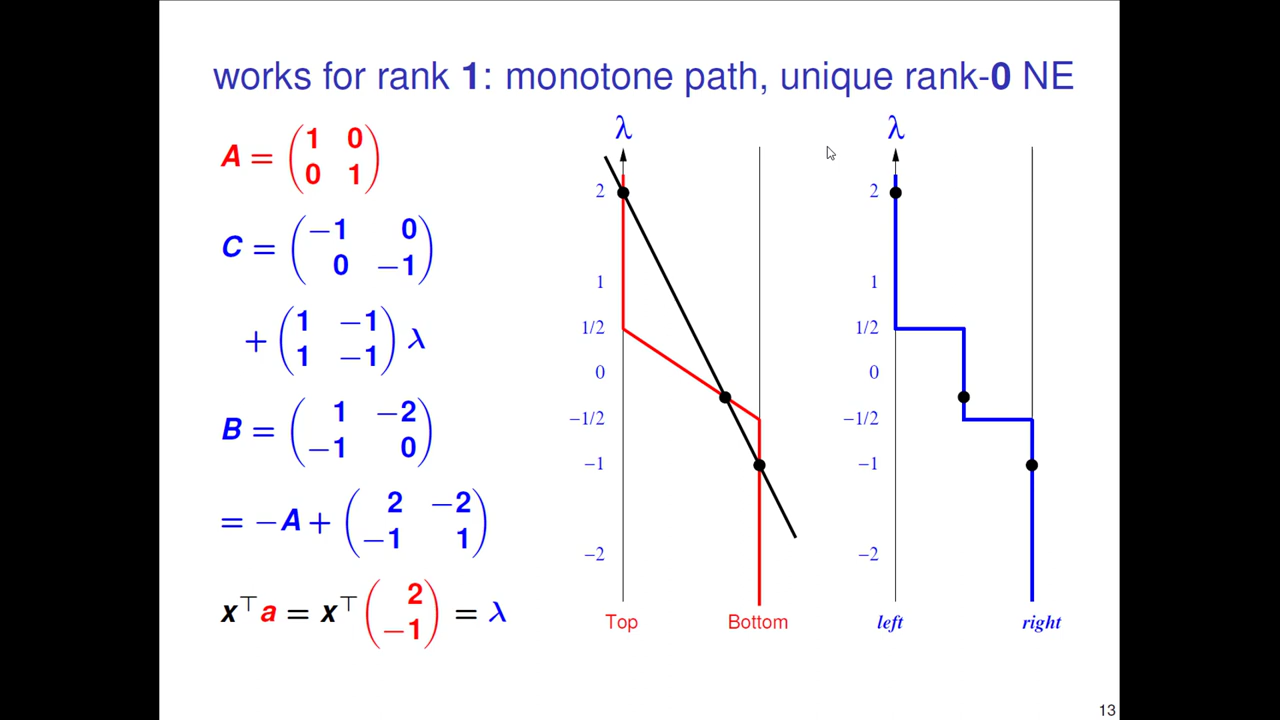 works for rank 1: monotone path, unique rank-0 NE
A = ( 1 0
0 1 )
C = ( −1 0
0 −1 )
+ ( 1 −1
1 −1 ) λ
B = ( 1 −2
−1 0 )
= −A + ( 2 −2
−1 1 )
x⊤a = x⊤ ( 2
−1 ) = λ
λ
2
1
1/2
0
−1/2
−1
−2
Top Bottom
λ
2
1
1/2
0
−1/2
−1
−2
left right
13